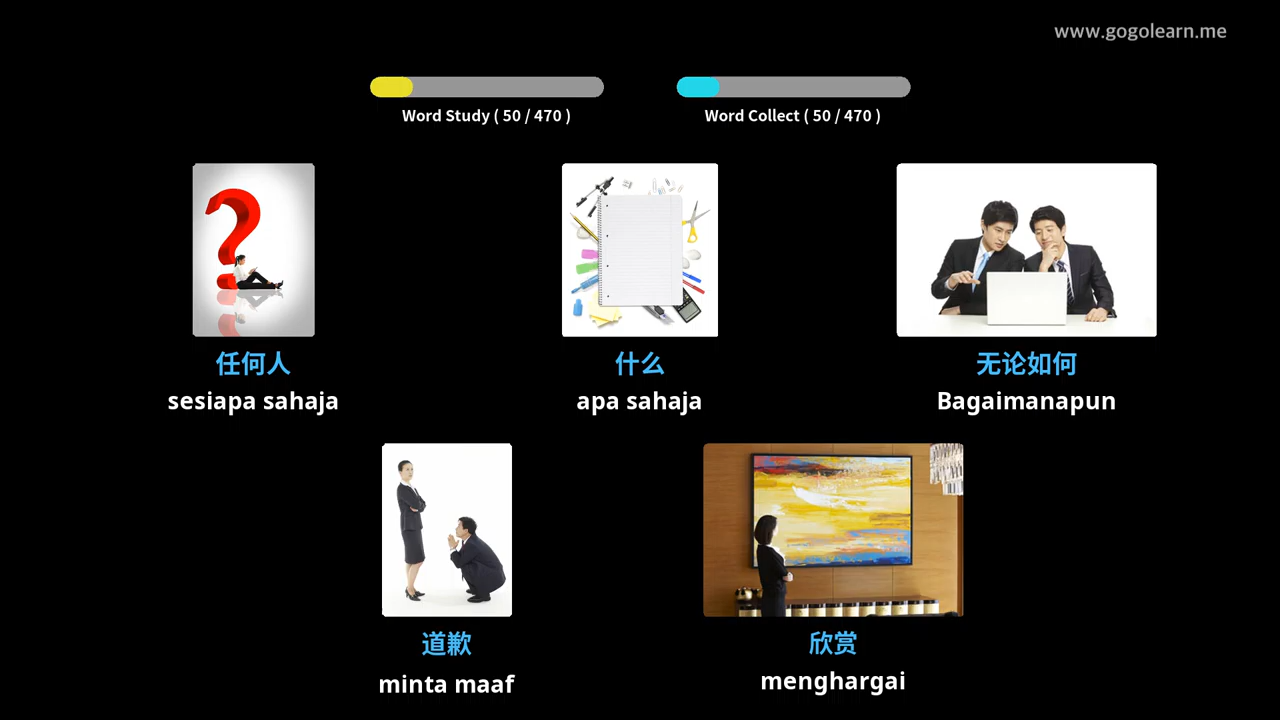 www.gogolearn.me
Word Study ( 50 / 470 )
Word Collect ( 50 / 470 )
任何人
sesiapa sahaja
什么
apa sahaja
无论如何
Bagaimanapun
道歉
minta maaf
欣赏
menghargai